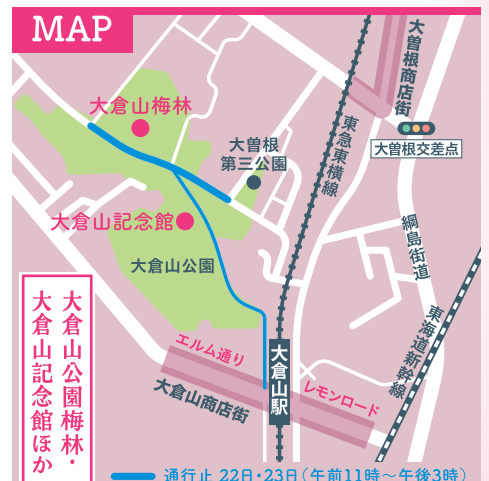 MAP
大倉山梅林
大曽根
第三公園
大倉山記念館
大倉山公園
東急東横線
大曽根商店街
大曽根交差点
綱島街道
東海道新幹線
エルム通り
大倉山商店街
大倉山駅
レモンロード
大倉山公園梅林・
大倉山記念館ほか
通行止 22日・23日（午前11時〜午後3時）